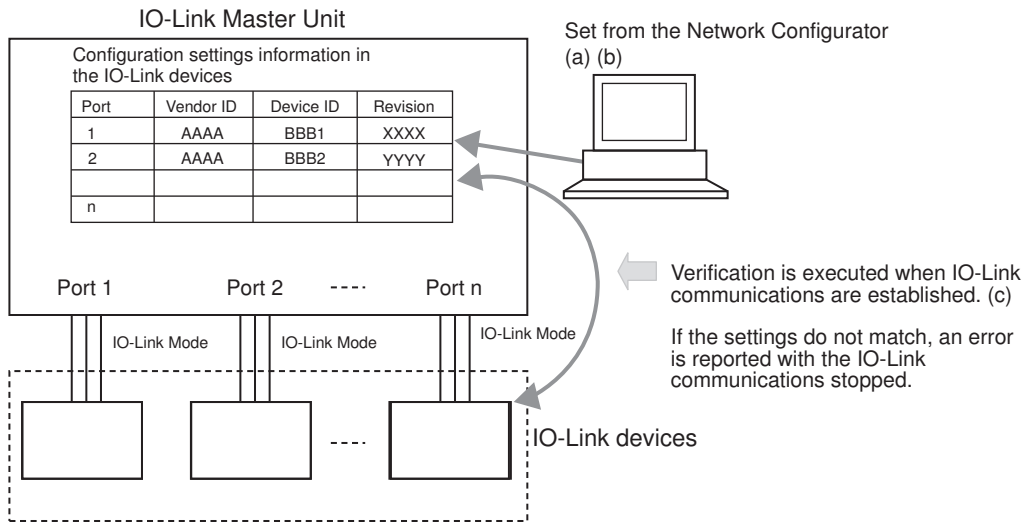 IO-Link Master Unit
Configuration settings information in
the IO-Link devices
Port Vendor ID Device ID Revision
1 AAAA BBB1 XXXX
2 AAAA BBB2 YYYY
n
Set from the Network Configurator
(a) (b)
Port 1 Port 2 ---- Port n
IO-Link Mode IO-Link Mode IO-Link Mode
Verification is executed when IO-Link
communications are established. (c)
If the settings do not match, an error
is reported with the IO-Link
communications stopped.
IO-Link devices